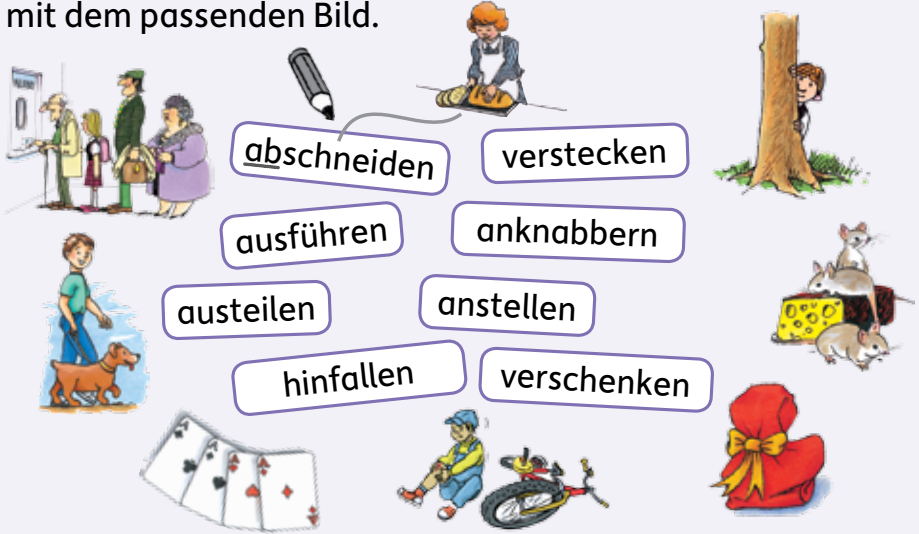 mit dem passenden Bild.
abschneiden
verstecken
ausführen
anknabbern
austeilen
anstellen
hinfallen
verschenken